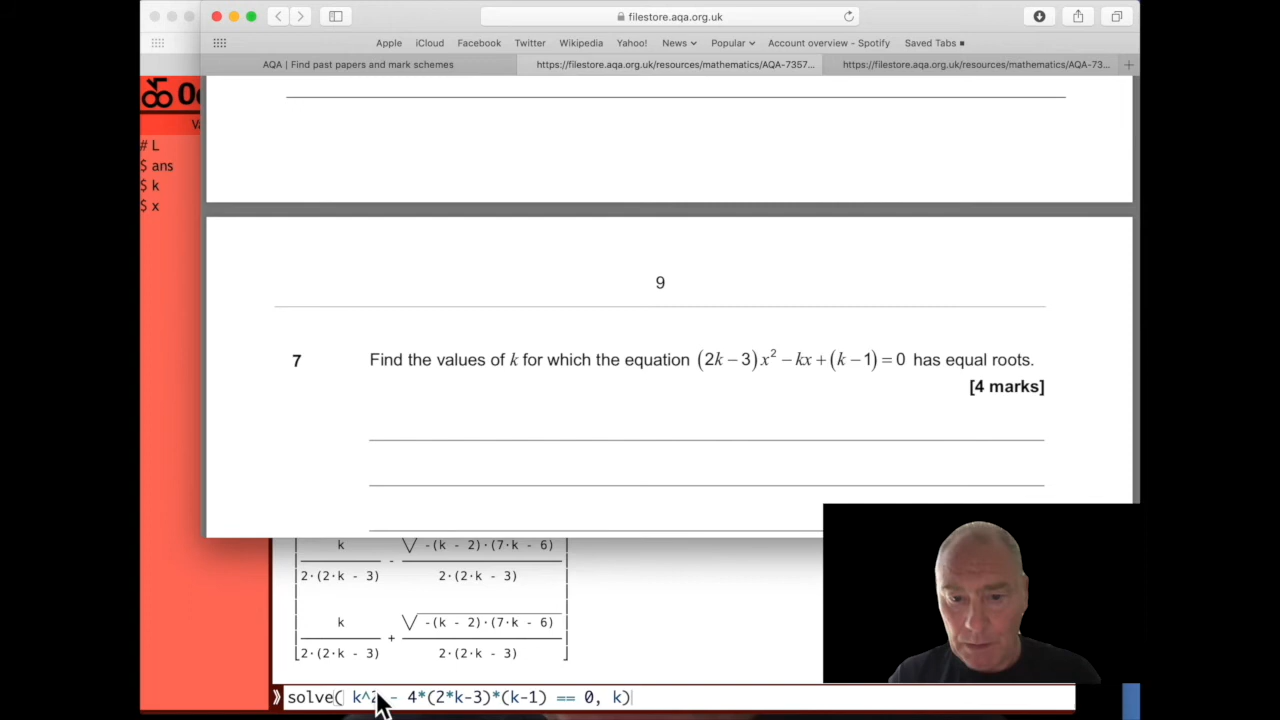 filestore.aqa.org.uk
Apple iCloud Facebook Twitter Wikipedia Yahoo! News Popular Account overview - Spotify Saved Tabs
AQA | Find past papers and mark schemes
https://filestore.aqa.org.uk/resources/mathematics/AQA-7357...
https://filestore.aqa.org.uk/resources/mathematics/AQA-73...
# L
$ ans
$ k
$ x
9
7 Find the values of k for which the equation (2k − 3)x² − kx + (k − 1) = 0 has equal roots.
[4 marks]
k √ -(k - 2)·(7·k - 6)
-
2·(2·k - 3) 2·(2·k - 3)
k √ -(k - 2)·(7·k - 6)
+
2·(2·k - 3) 2·(2·k - 3)
» solve( k^2 - 4*(2*k-3)*(k-1) == 0, k)